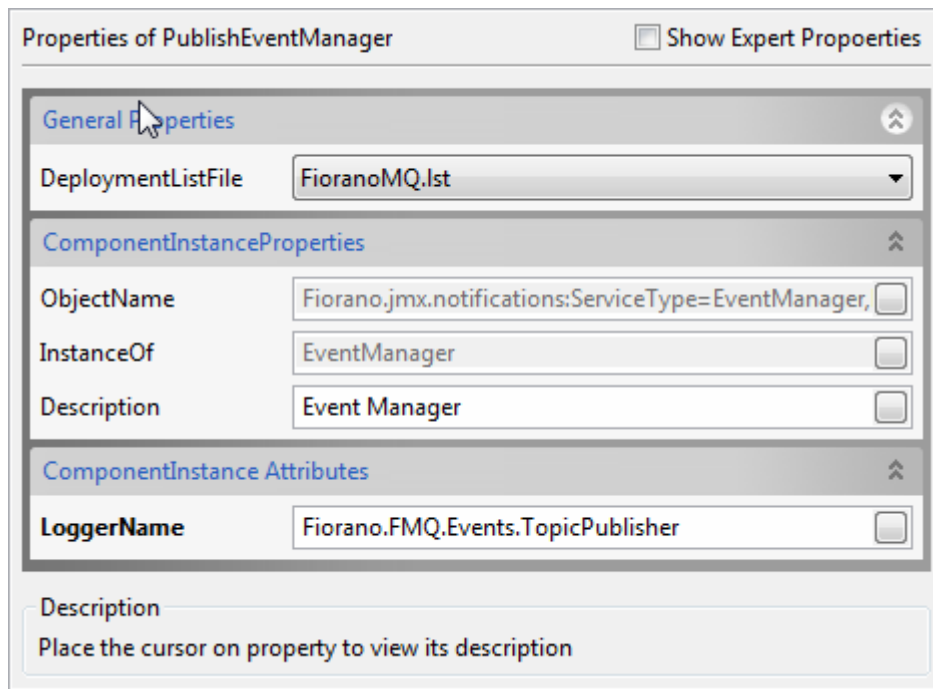 Properties of PublishEventManager
Show Expert Propoerties
General Properties
DeploymentListFile FioranoMQ.lst
ComponentInstanceProperties
ObjectName Fiorano.jmx.notifications:ServiceType=EventManager,
InstanceOf EventManager
Description Event Manager
ComponentInstance Attributes
LoggerName Fiorano.FMQ.Events.TopicPublisher
Description
Place the cursor on property to view its description